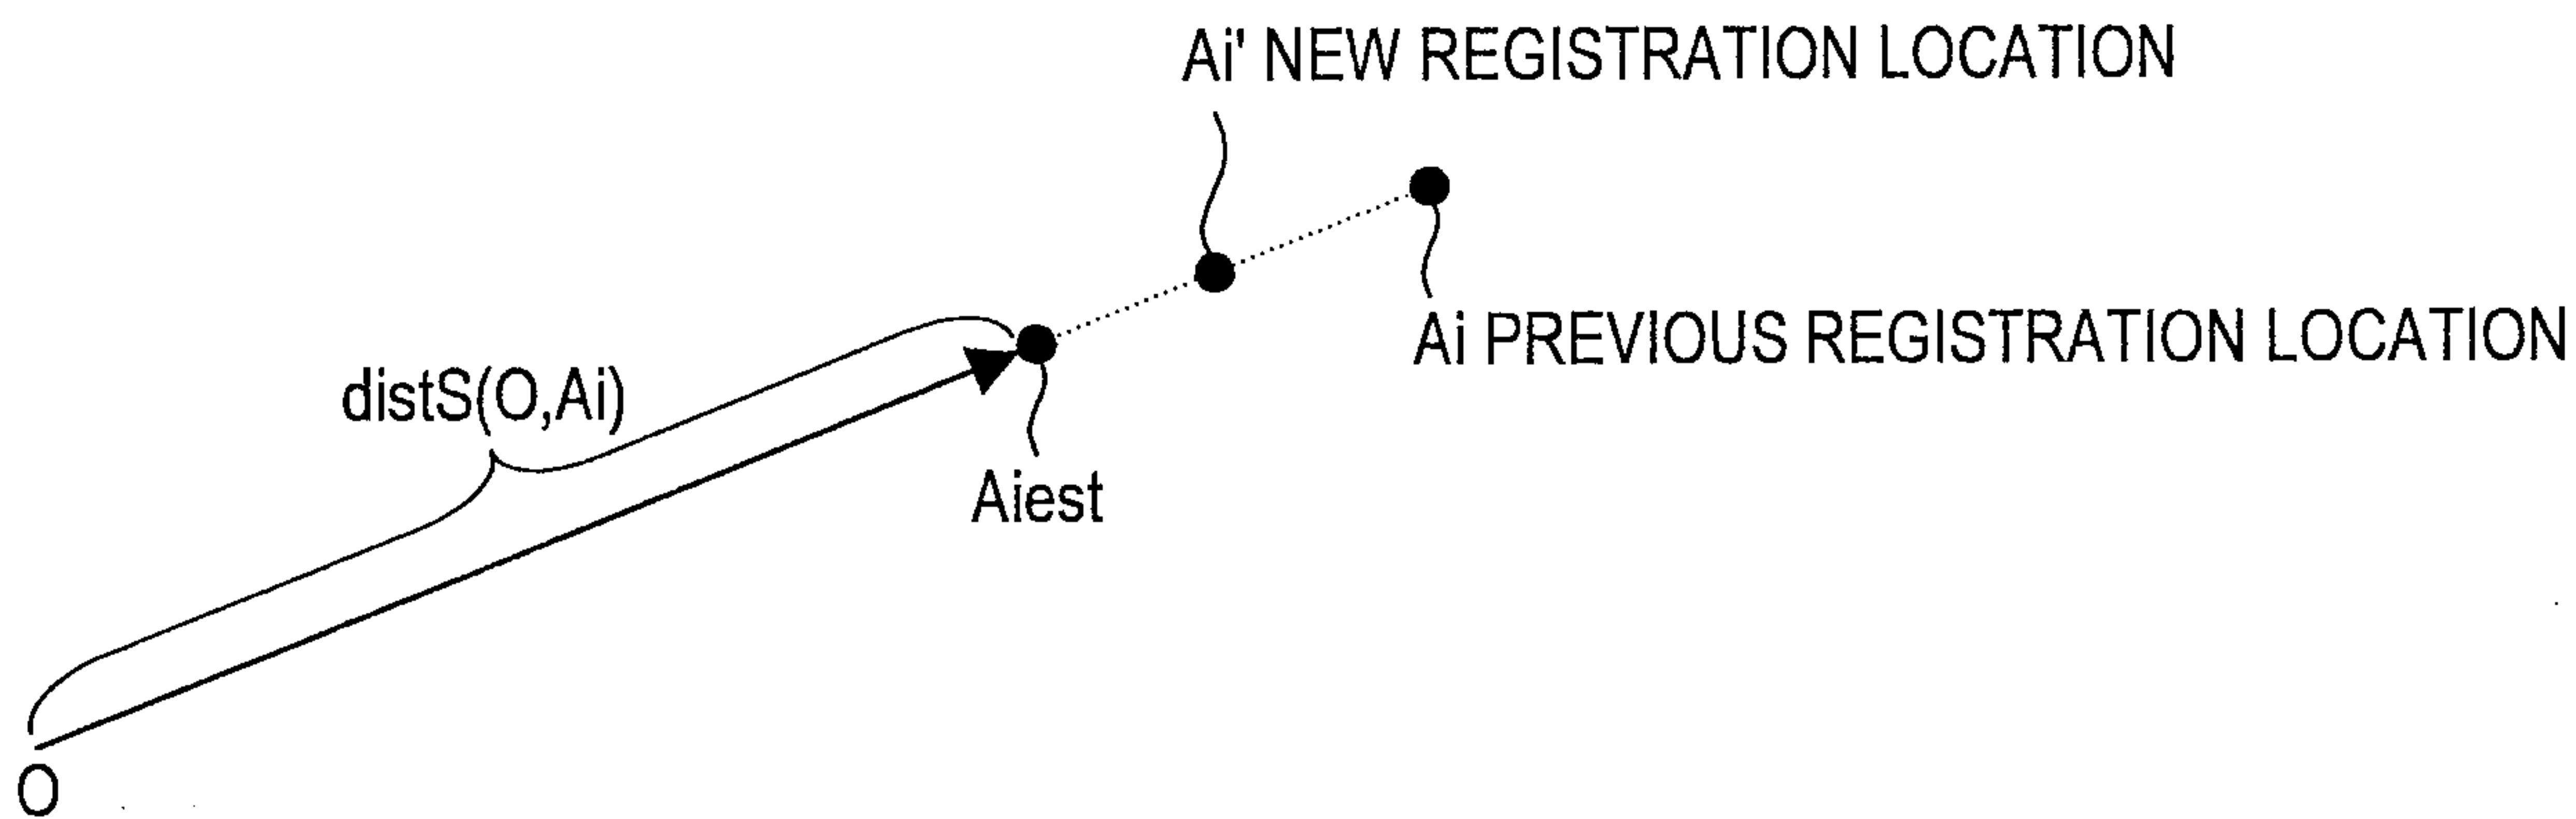 Ai' NEW REGISTRATION LOCATION
Ai PREVIOUS REGISTRATION LOCATION
distS(O,Ai)
Aiest
O